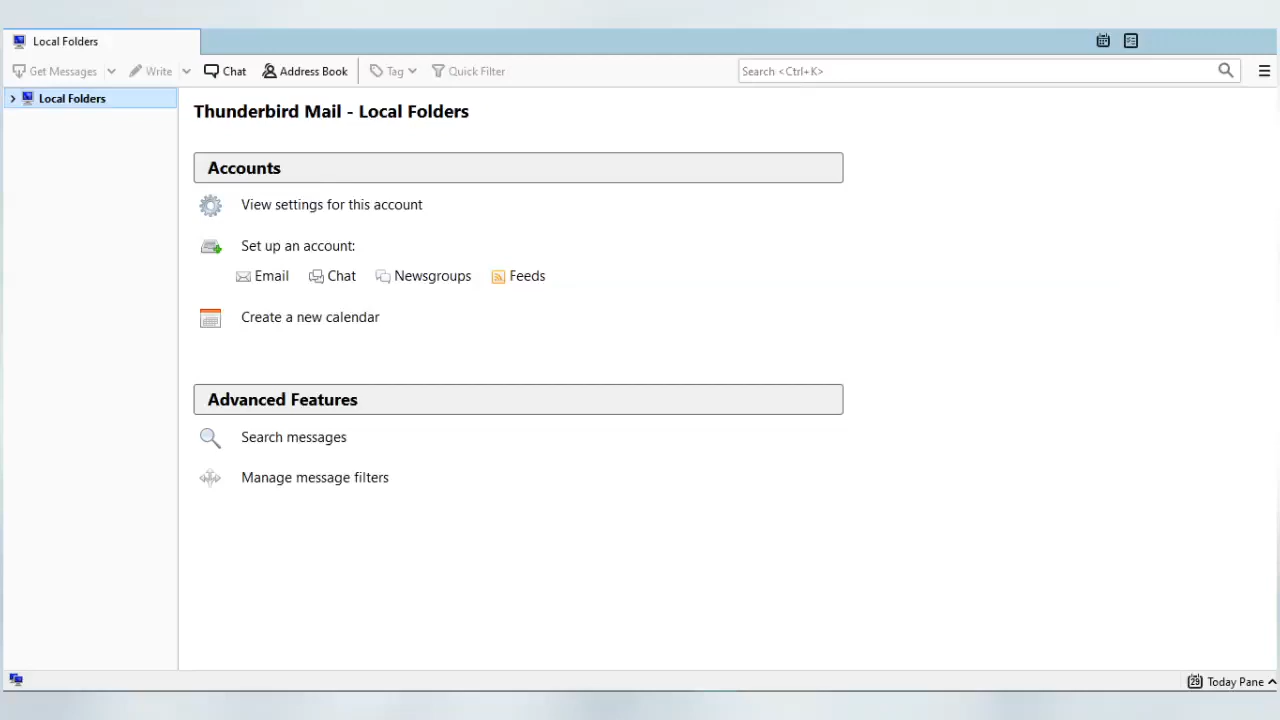 Local Folders
Get Messages Write Chat Address Book Tag Quick Filter Search <Ctrl+K>
Local Folders
Thunderbird Mail - Local Folders
Accounts
View settings for this account
Set up an account:
Email Chat Newsgroups Feeds
Create a new calendar
Advanced Features
Search messages
Manage message filters
29 Today Pane